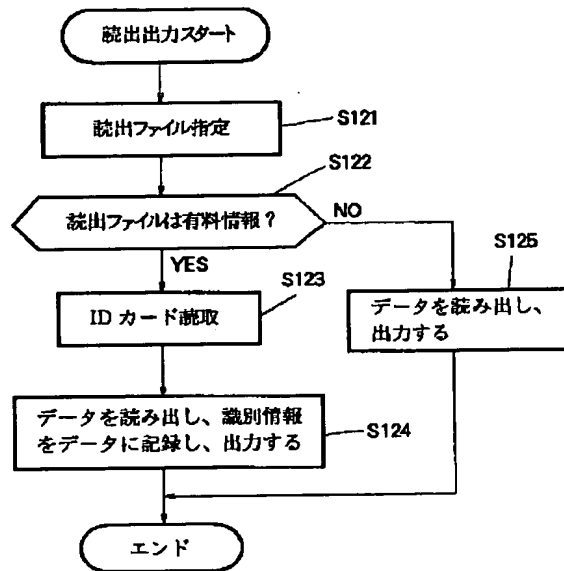 読出出力スタート
読出ファイル指定
S121
S122
読出ファイルは有料情報？
NO
YES
S123
S125
IDカード読取
データを読み出し、
出力する
データを読み出し、識別情報
をデータに記録し、出力する
S124
エンド